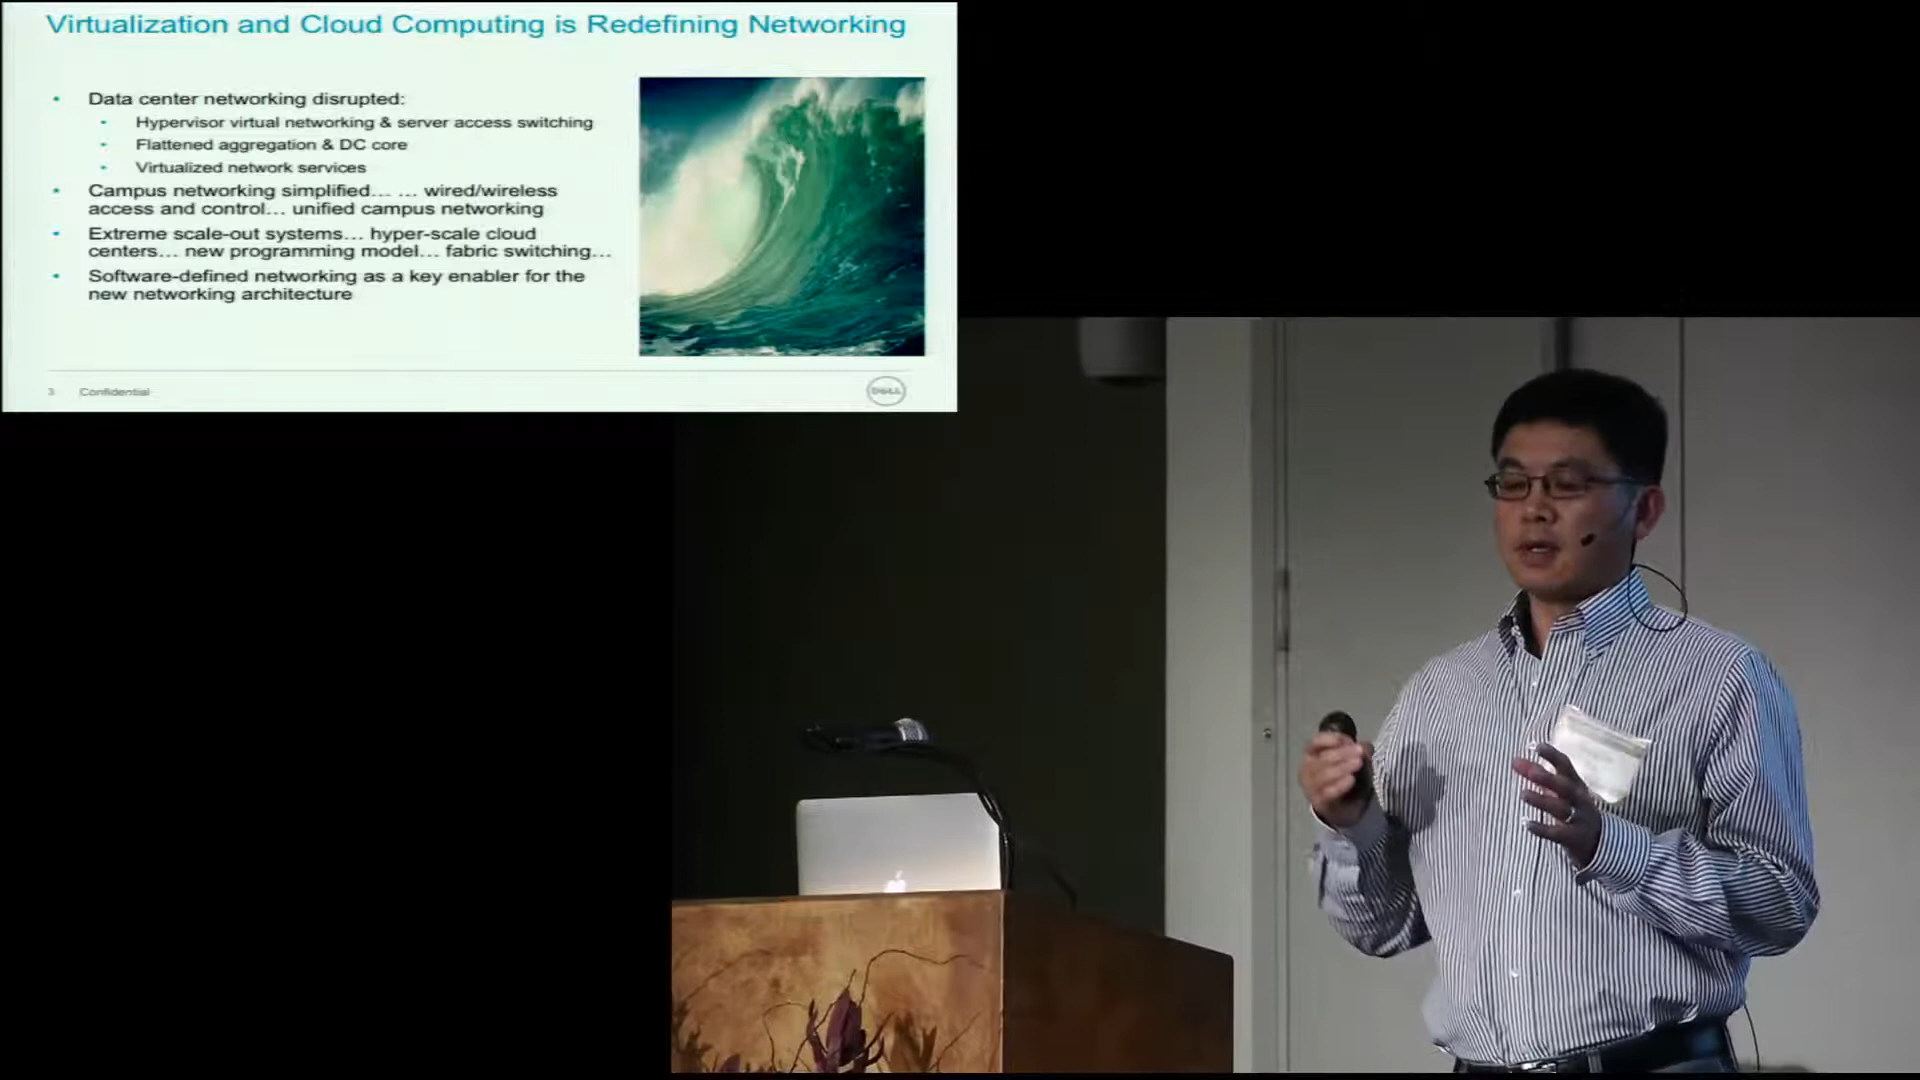 Virtualization and Cloud Computing is Redefining Networking
• Data center networking disrupted:
• Hypervisor virtual networking & server access switching
• Flattened aggregation & DC core
• Virtualized network services
• Campus networking simplified… … wired/wireless
access and control… unified campus networking
• Extreme scale-out systems… hyper-scale cloud
centers… new programming model… fabric switching…
• Software-defined networking as a key enabler for the
new networking architecture
3 Confidential
DELL